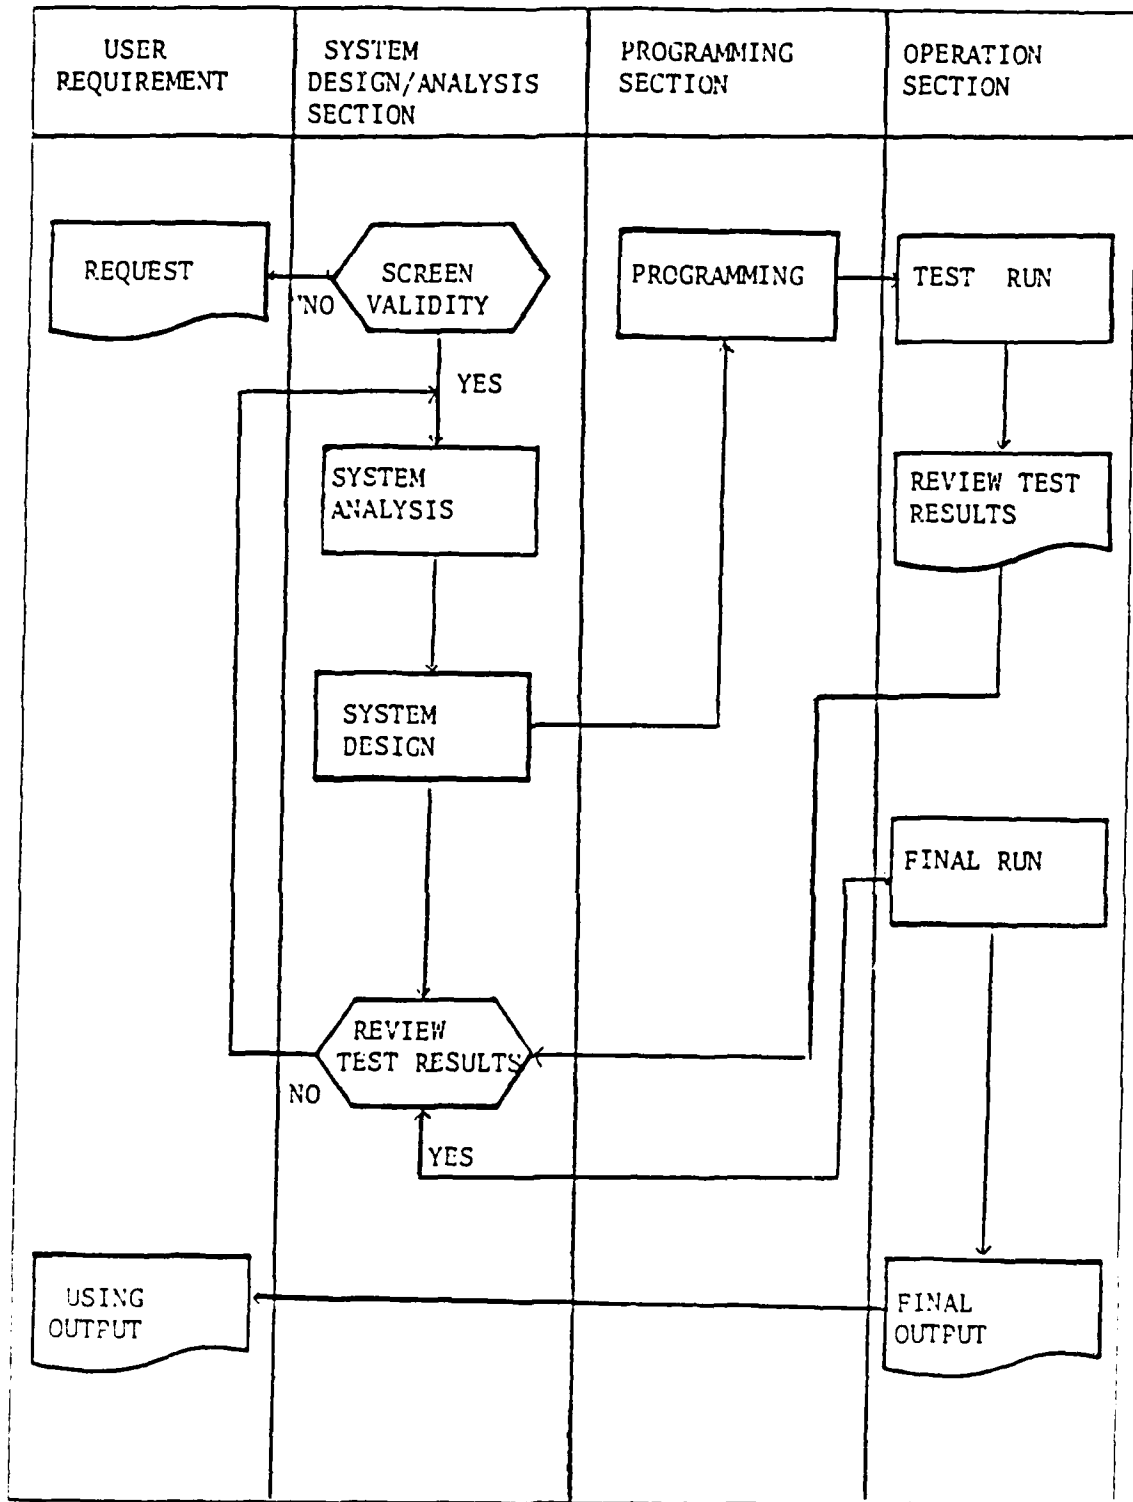 USER
REQUIREMENT
SYSTEM
DESIGN/ANALYSIS
SECTION
PROGRAMMING
SECTION
OPERATION
SECTION
REQUEST
NO
SCREEN
VALIDITY
PROGRAMMING
TEST RUN
YES
SYSTEM
ANALYSIS
REVIEW TEST
RESULTS
SYSTEM
DESIGN
FINAL RUN
REVIEW
TEST RESULTS
NO
YES
USING
OUTPUT
FINAL
OUTPUT